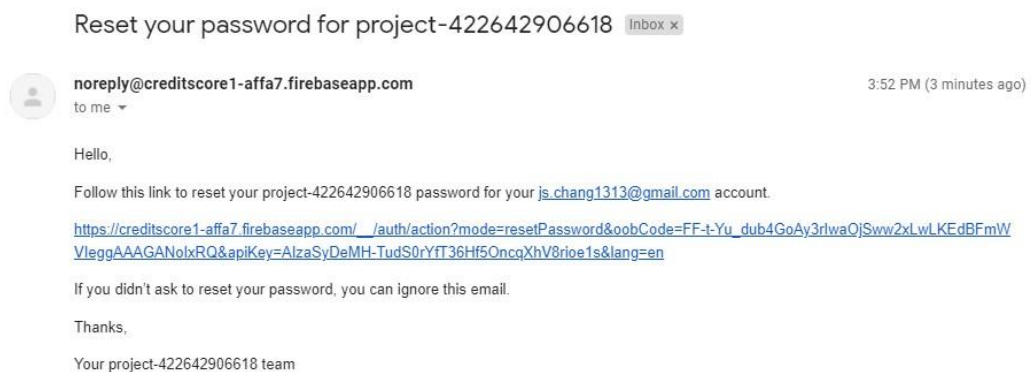 Reset your password for project-422642906618 Inbox x
noreply@creditscore1-affa7.firebaseapp.com 3:52 PM (3 minutes ago)
to me
Hello,
Follow this link to reset your project-422642906618 password for your js.chang1313@gmail.com account.
https://creditscore1-affa7.firebaseapp.com/__/auth/action?mode=resetPassword&oobCode=FF-t-Yu_dub4GoAy3rIwaOjSww2xLwLKEdBFmW
VIeggAAAGANoIxRQ&apiKey=AIzaSyDeMH-TudS0rYfT36Hf5OncqXhV8rioe1s&lang=en
If you didn't ask to reset your password, you can ignore this email.
Thanks,
Your project-422642906618 team